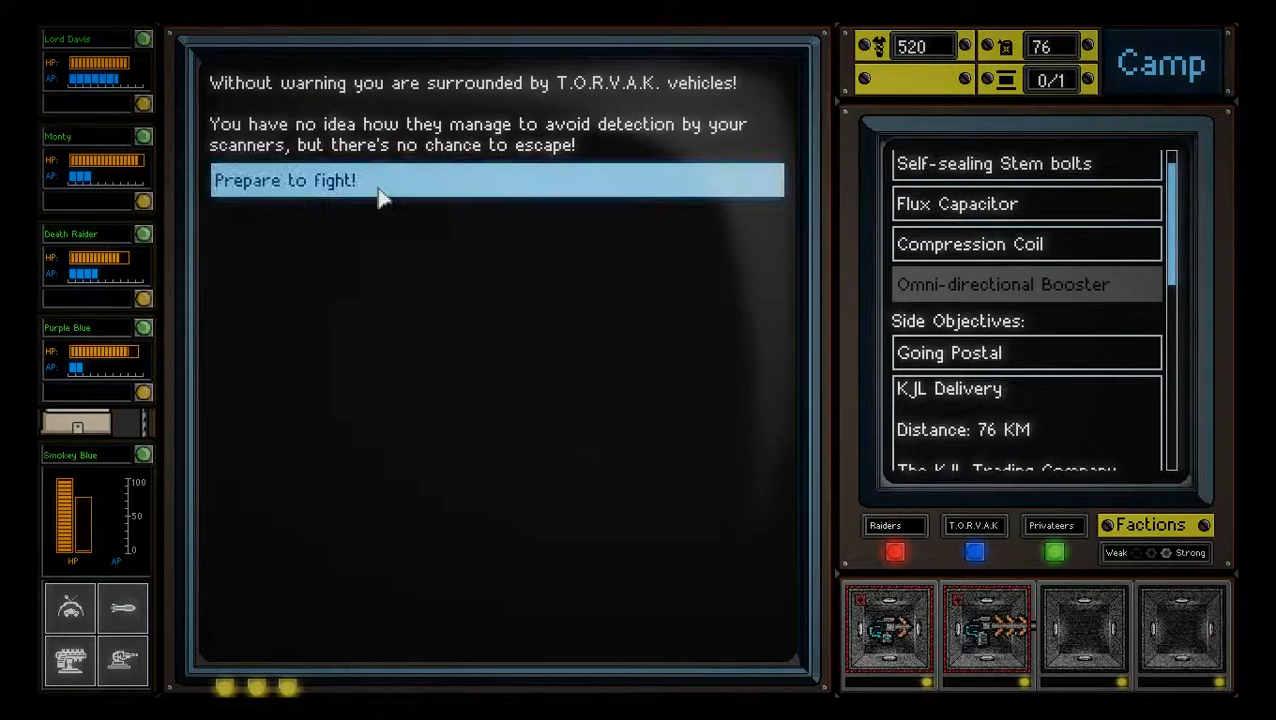 Lord Davis
HP:
AP:
Monty
HP:
AP:
Death Raider
HP:
AP:
Purple Blue
HP:
AP:
Smokey Blue
100
50
0
HP
AP
Without warning you are surrounded by T.O.R.V.A.K. vehicles!
You have no idea how they manage to avoid detection by your
scanners, but there's no chance to escape!
Prepare to fight!
520
76
0/1
Camp
Self-sealing Stem bolts
Flux Capacitor
Compression Coil
Omni-directional Booster
Side Objectives:
Going Postal
KJL Delivery
Distance: 76 KM
The KJL Trading Company
Raiders
T.O.R.V.A.K
Privateers
Factions
Weak
Strong